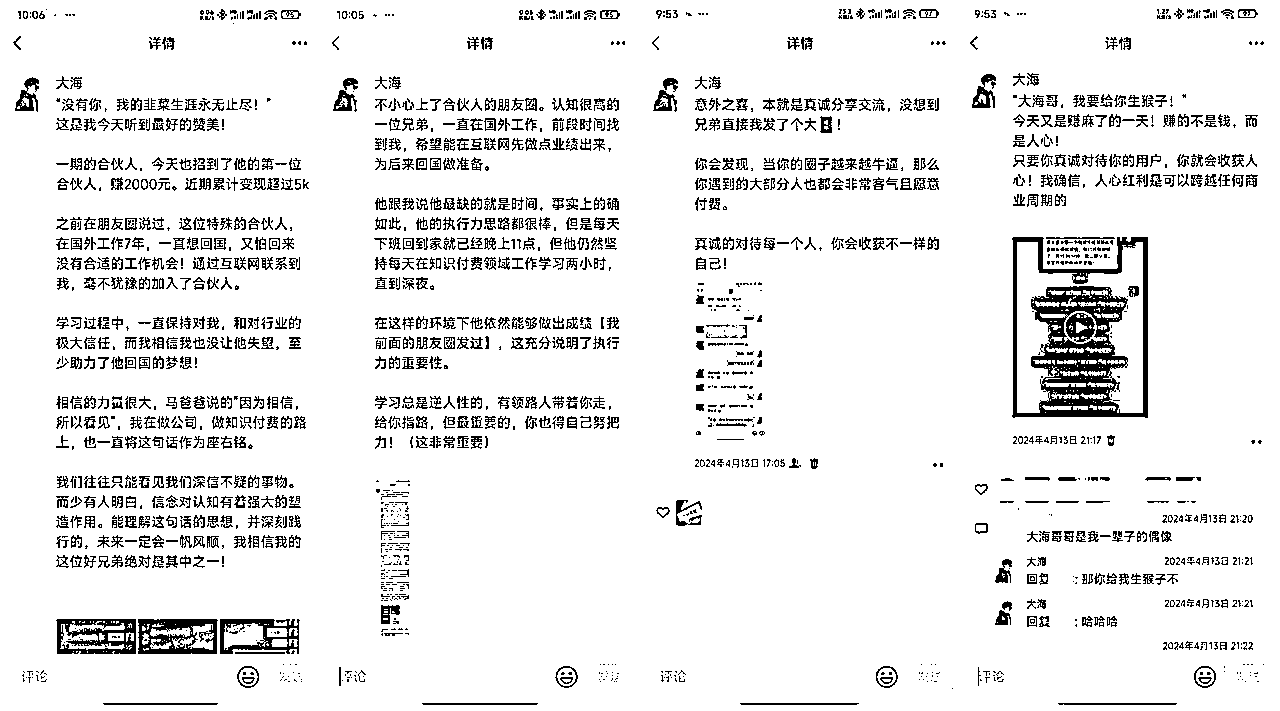 10:06
详情
大海
"没有你，我的韭菜生涯永无止尽！"
这是我今天听到最好的赞美！
一期的合伙人，今天也招到了他的第一位
合伙人，赚2000元。近期累计变现超过5k
之前在朋友圈说过，这位特殊的合伙人，
在国外工作7年，一直想回国，又怕回来
没有合适的工作机会！通过互联网联系到
我，毫不犹豫的加入了合伙人。
学习过程中，一直保持对我，和对行业的
极大信任，而我相信我也没让他失望，至
少助力了他回国的梦想！
相信的力量很大，马爸爸说的"因为相信，
所以看见"，我在做公司，做知识付费的路
上，也一直将这句话作为座右铭。
我们往往只能看见我们深信不疑的事物。
而少有人明白，信念对认知有着强大的塑
造作用。能理解这句话的思想，并深刻践
行的，未来一定会一帆风顺，我相信我的
这位好兄弟绝对是其中之一！
评论
发送
10:05
详情
大海
不小心上了合伙人的朋友圈。认知很高的
一位兄弟，一直在国外工作，前段时间找
到我，希望能在互联网先做点业绩出来，
为后来回国做准备。
他跟我说他最缺的就是时间，事实上的确
如此，他的执行力思路都很棒，但是每天
下班回到家就已经晚上11点，但他仍然坚
持每天在知识付费领域工作学习两小时，
直到深夜。
在这样的环境下他依然能够做出成绩【我
前面的朋友圈发过】，这充分说明了执行
力的重要性。
学习总是逆人性的，有领路人带着你走，
给你指路，但最重要的，你也得自己努把
力！（这非常重要）
评论
发送
9:53
详情
大海
意外之喜，本就是真诚分享交流，没想到
兄弟直接我发了个大🧧！
你会发现，当你的圈子越来越牛逼，那么
你遇到的大部分人也都会非常客气且愿意
付费。
真诚的对待每一个人，你会收获不一样的
自己！
2024年4月13日 17:05
评论
发送
9:53
详情
大海
"大海哥，我要给你生猴子！"
今天又是赚麻了的一天！赚的不是钱，而
是人心！
只要你真诚对待你的用户，你就会收获人
心！我确信，人心红利是可以跨越任何商
业周期的
2024年4月13日 21:17
2024年4月13日 21:20
大海哥哥是我一辈子的偶像
大海
2024年4月13日 21:21
回复 ：那你给我生猴子不
大海
2024年4月13日 21:21
回复 ：哈哈哈
2024年4月13日 21:22
评论
发送